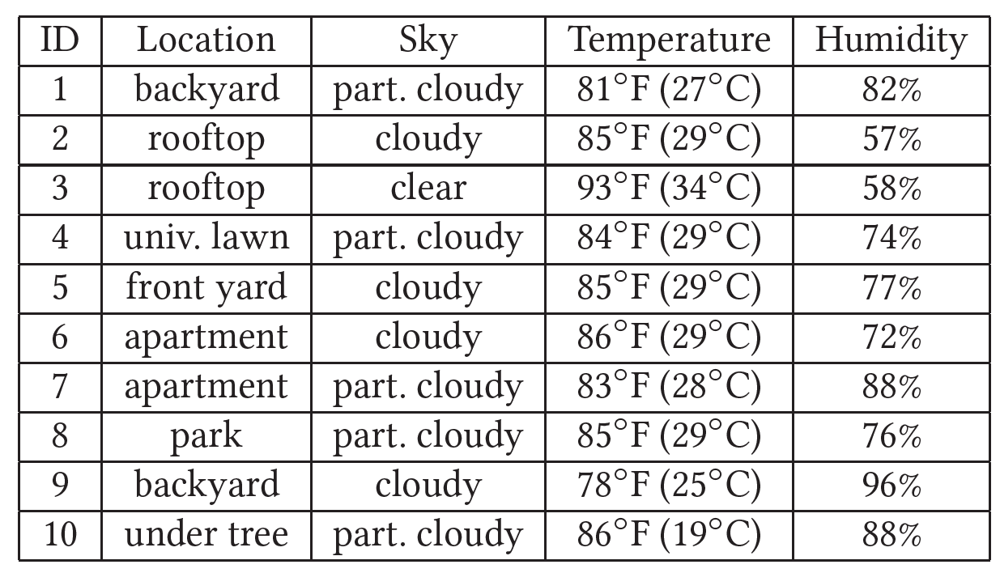 ID Location Sky Temperature Humidity
1 backyard part. cloudy 81°F (27°C) 82%
2 rooftop cloudy 85°F (29°C) 57%
3 rooftop clear 93°F (34°C) 58%
4 univ. lawn part. cloudy 84°F (29°C) 74%
5 front yard cloudy 85°F (29°C) 77%
6 apartment cloudy 86°F (29°C) 72%
7 apartment part. cloudy 83°F (28°C) 88%
8 park part. cloudy 85°F (29°C) 76%
9 backyard cloudy 78°F (25°C) 96%
10 under tree part. cloudy 86°F (19°C) 88%